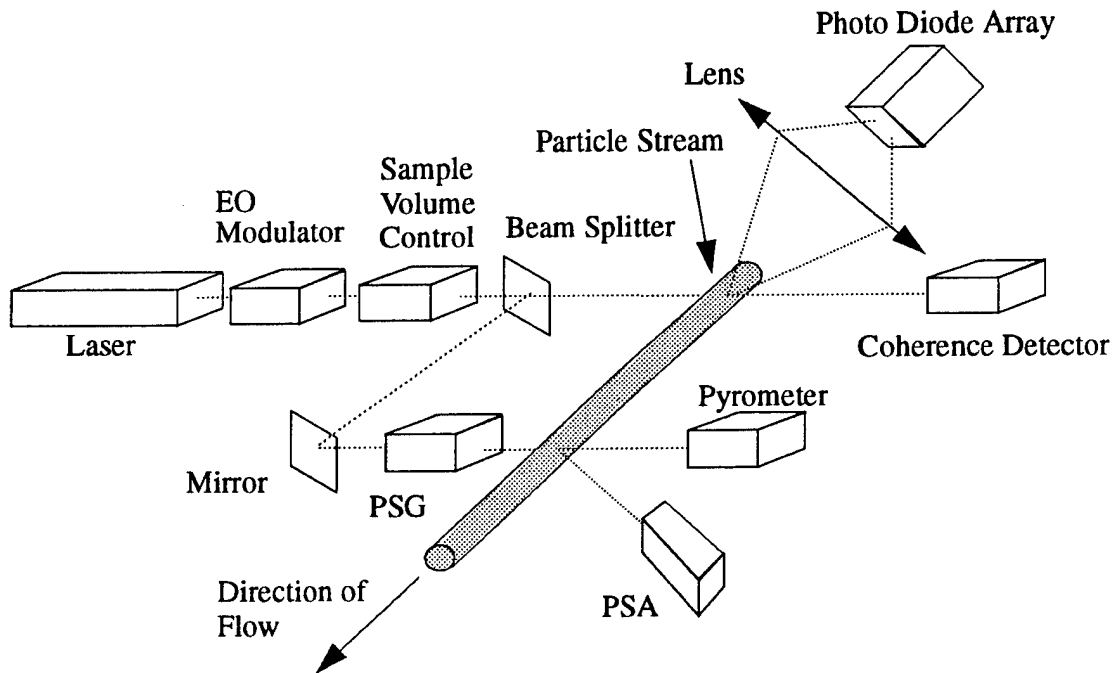 Photo Diode Array
Lens
Particle Stream
Sample
Volume
Control
EO
Modulator
Beam Splitter
Laser
Coherence Detector
Pyrometer
Mirror
PSG
PSA
Direction of
Flow